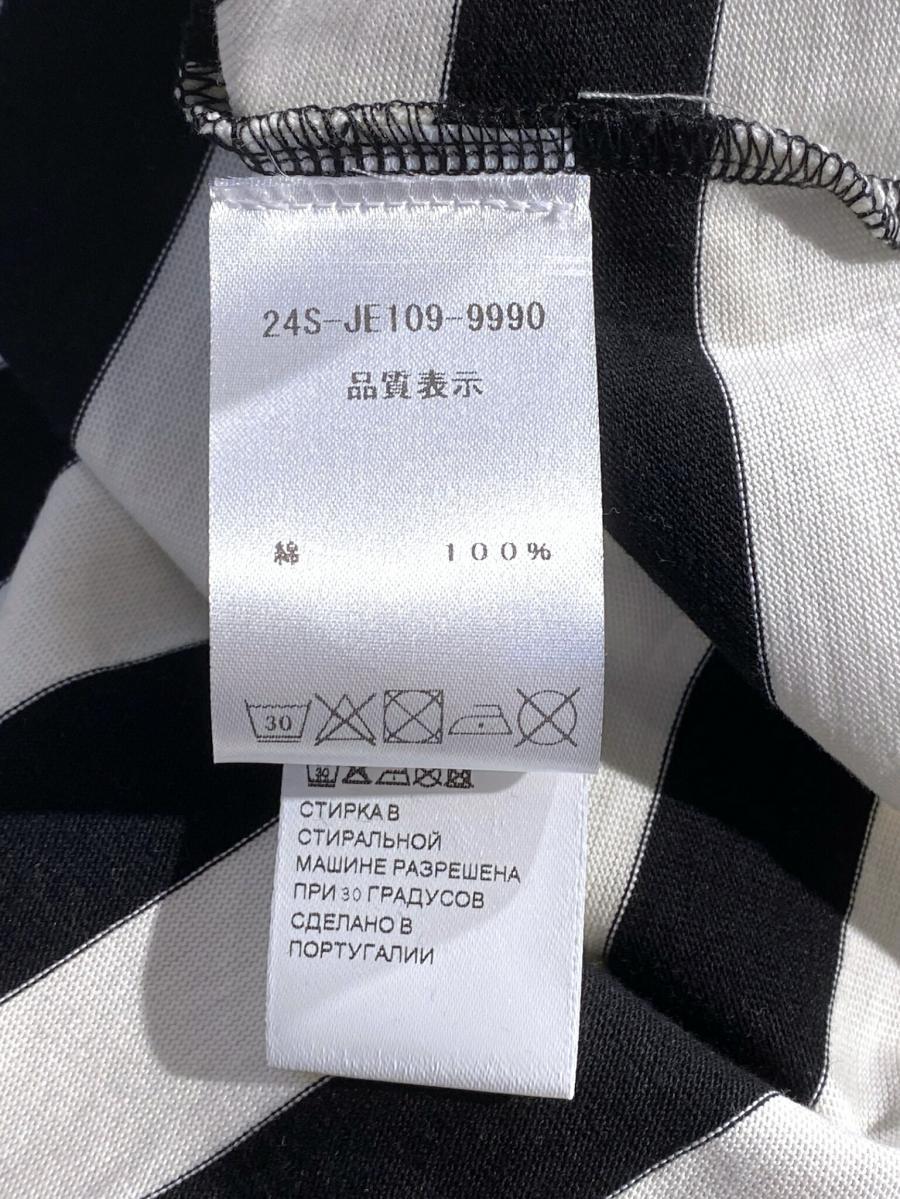 24S-JE109-9990
品質表示
綿 100%
30
30
СТИРКА В
СТИРАЛЬНОЙ
МАШИНЕ РАЗРЕШЕНА
ПРИ 30 ГРАДУСОВ
СДЕЛАНО В
ПОРТУГАЛИИ